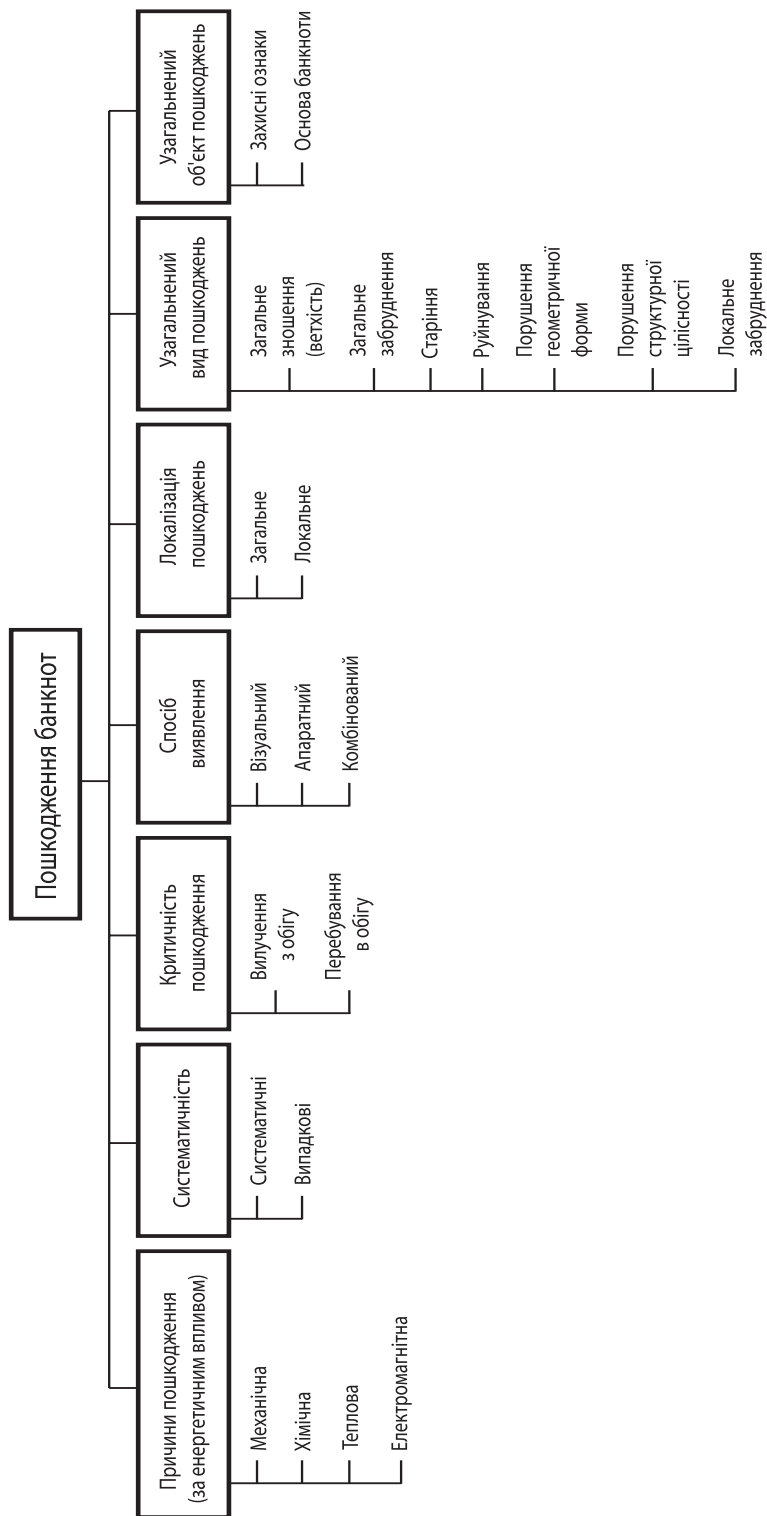 Пошкодження банкнот
Причини пошкодження
(за енергетичним впливом)
Механічна
Хімічна
Теплова
Електромагнітна
Систематичність
Систематичні
Випадкові
Критичність
пошкодження
Вилучення
з обігу
Перебування
в обігу
Спосіб
виявлення
Візуальний
Апаратний
Комбінований
Локалізація
пошкоджень
Загальне
Локальне
Узагальнений
вид пошкоджень
Загальне
зношення
(ветхість)
Загальне
забруднення
Старіння
Руйнування
Порушення
геометричної
форми
Порушення
структурної
цілісності
Локальне
забруднення
Узагальнений
об'єкт пошкоджень
Захисні ознаки
Основа банкноти